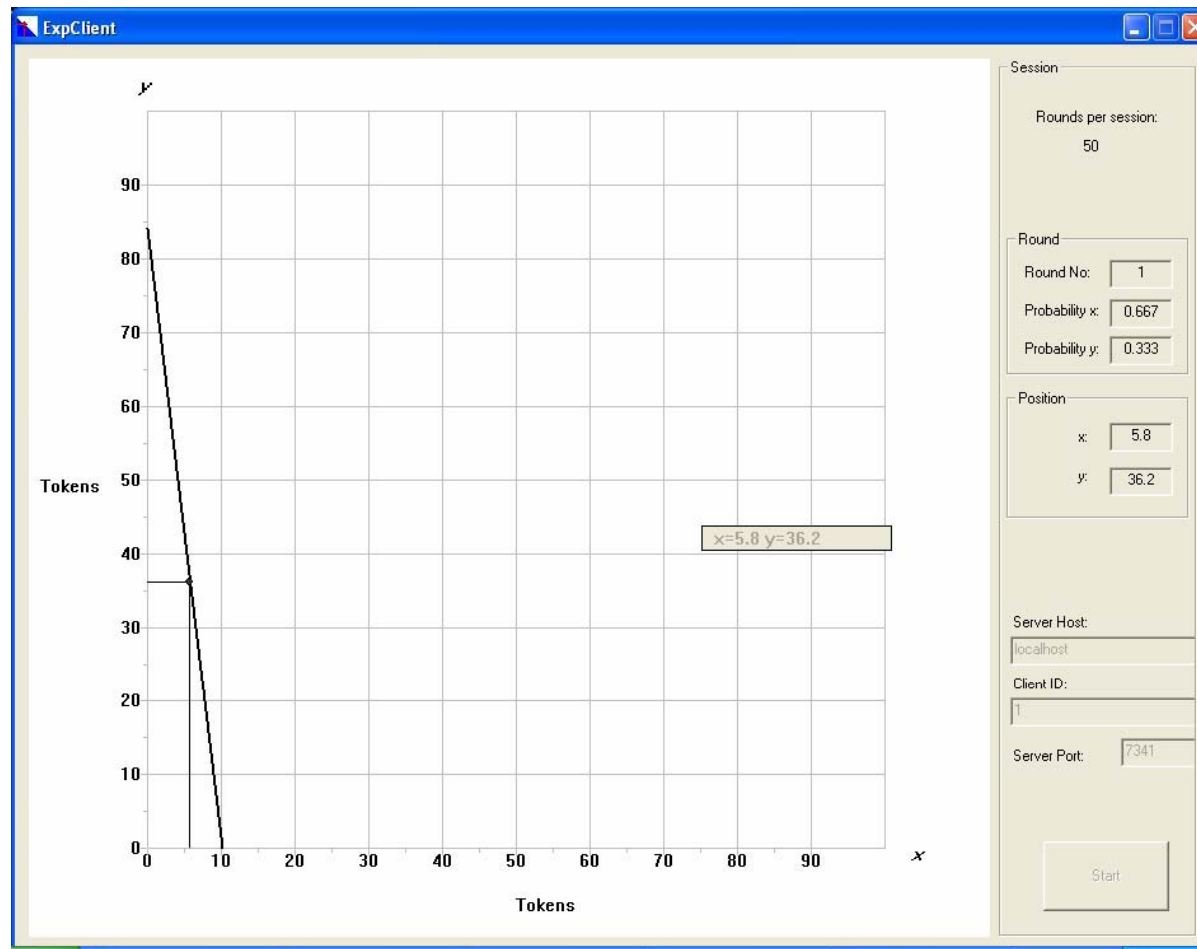 ExpClient
y
90
80
70
60
Tokens 50
40
30
20
10
0
0 10 20 30 40 50 60 70 80 90 x
Tokens
x=5.8 y=36.2
Session
Rounds per session:
50
Round
Round No: 1
Probability x: 0.667
Probability y: 0.333
Position
x: 5.8
y: 36.2
Server Host:
localhost
Client ID:
1
Server Port: 7341
Start